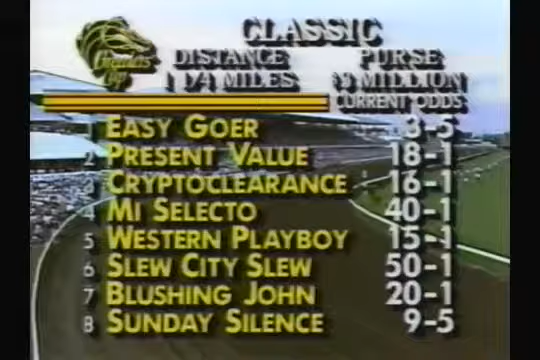 Breeders' Cup
CLASSIC
DISTANCE PURSE
1 1/4 MILES $3 MILLION
CURRENT ODDS
1 EASY GOER 3-5
2 PRESENT VALUE 18-1
3 CRYPTOCLEARANCE 16-1
4 MI SELECTO 40-1
5 WESTERN PLAYBOY 15-1
6 SLEW CITY SLEW 50-1
7 BLUSHING JOHN 20-1
8 SUNDAY SILENCE 9-5